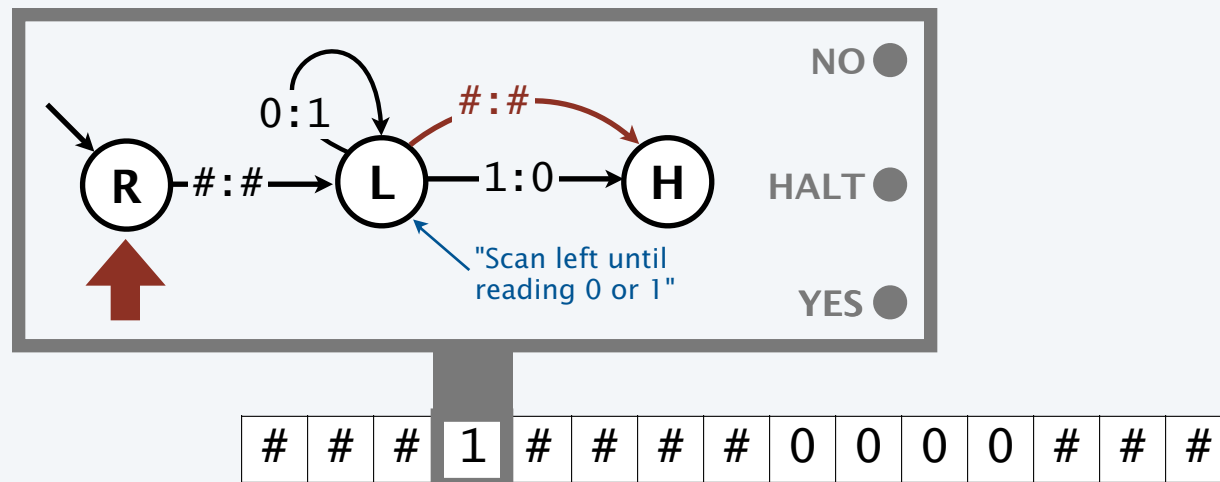 NO
0:1
#:#
R
#:#
L
1:0
H
HALT
"Scan left until
reading 0 or 1"
YES
# # # 1 # # # # 0 0 0 0 # # #